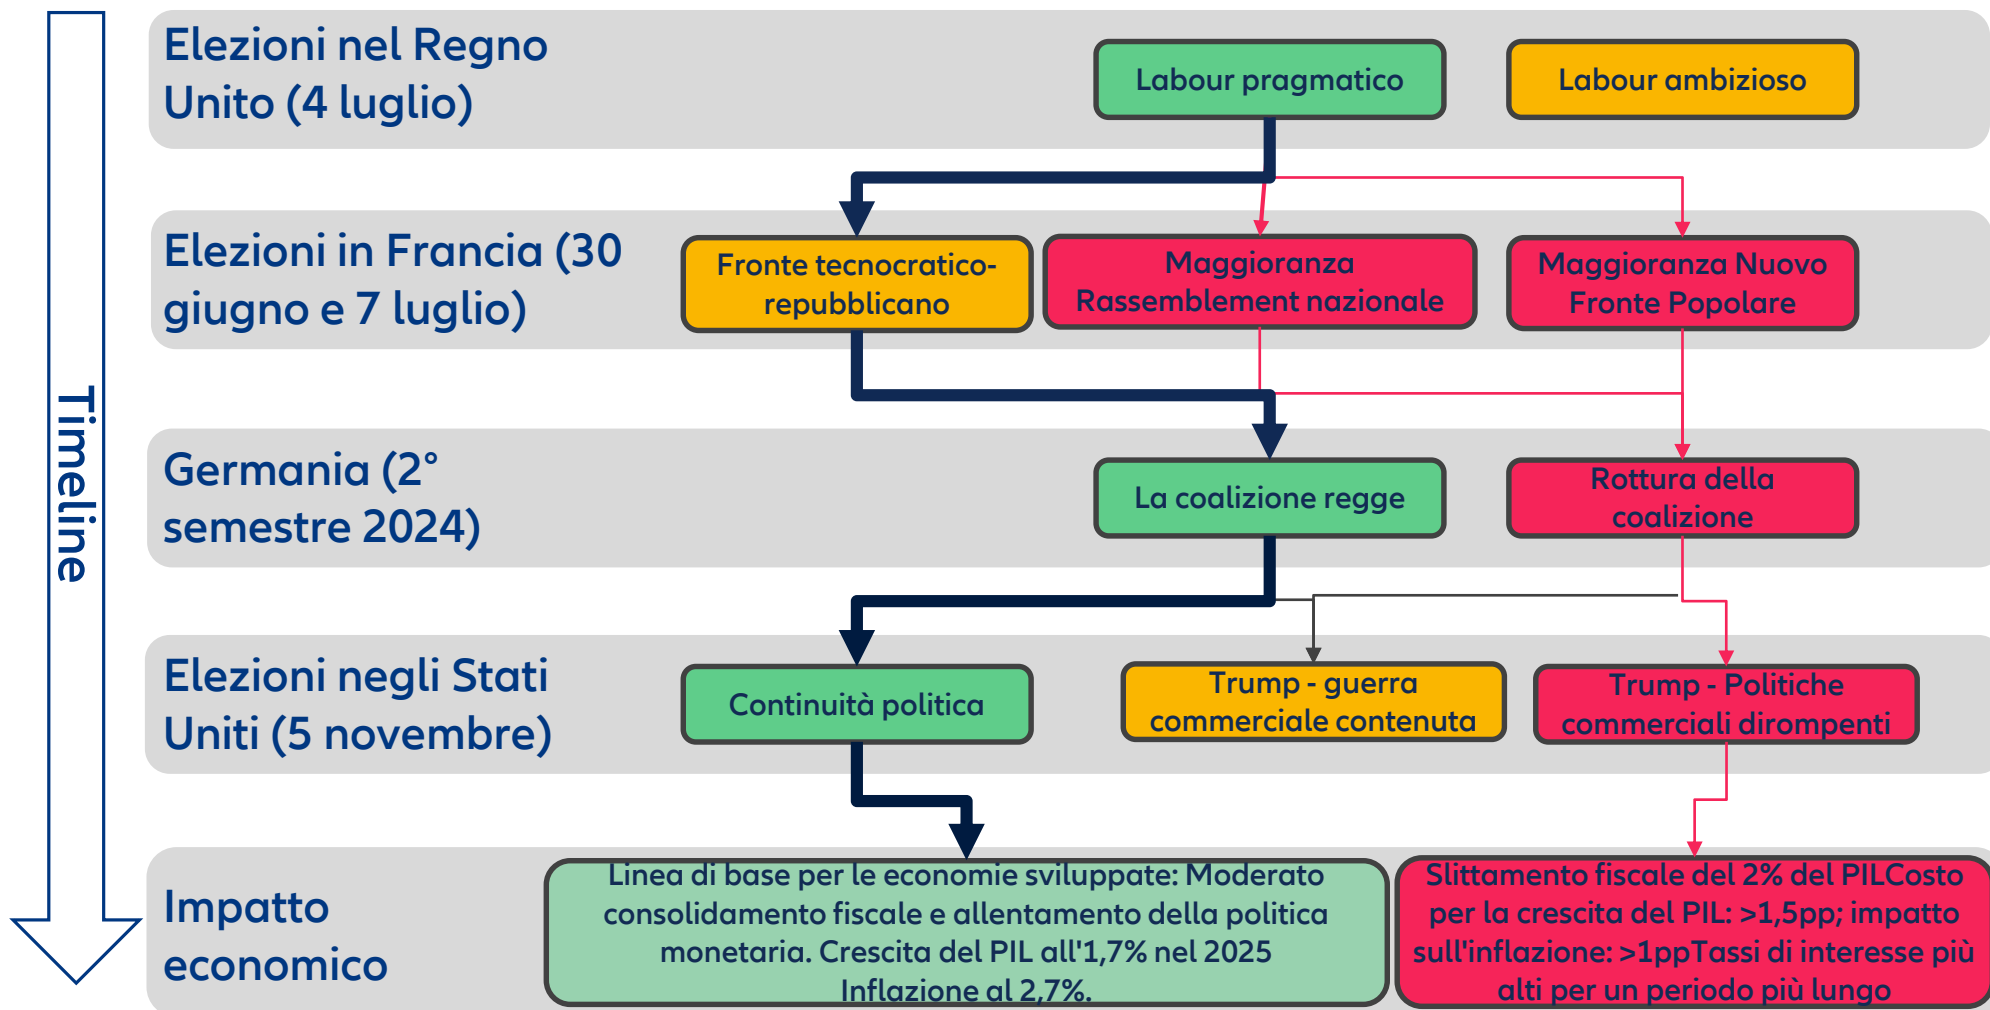 Timeline
Elezioni nel Regno
Unito (4 luglio)
Labour pragmatico
Labour ambizioso
Elezioni in Francia (30
giugno e 7 luglio)
Fronte tecnocratico-
repubblicano
Maggioranza
Rassemblement nazionale
Maggioranza Nuovo
Fronte Popolare
Germania (2°
semestre 2024)
La coalizione regge
Rottura della
coalizione
Elezioni negli Stati
Uniti (5 novembre)
Continuità politica
Trump - guerra
commerciale contenuta
Trump - Politiche
commerciali dirompenti
Impatto
economico
Linea di base per le economie sviluppate: Moderato
consolidamento fiscale e allentamento della politica
monetaria. Crescita del PIL all'1,7% nel 2025
Inflazione al 2,7%.
Slittamento fiscale del 2% del PILCosto
per la crescita del PIL: >1,5pp; impatto
sull'inflazione: >1ppTassi di interesse più
alti per un periodo più lungo